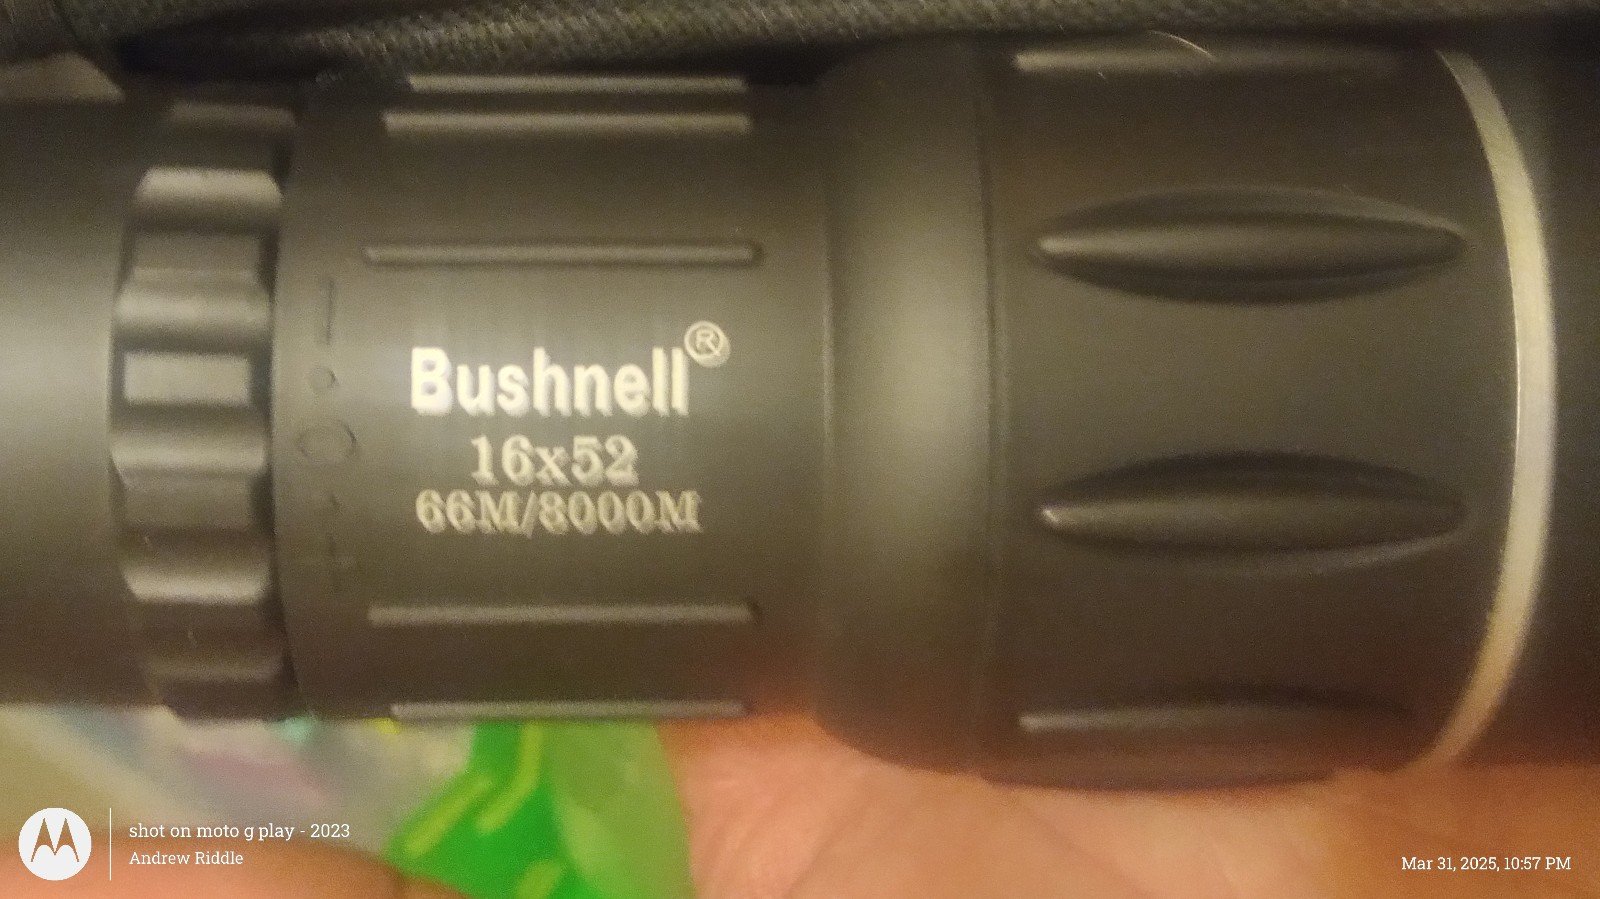 Bushnell®
16x52
66M/8000M
shot on moto g play - 2023
Andrew Riddle
Mar 31, 2025, 10:57 PM